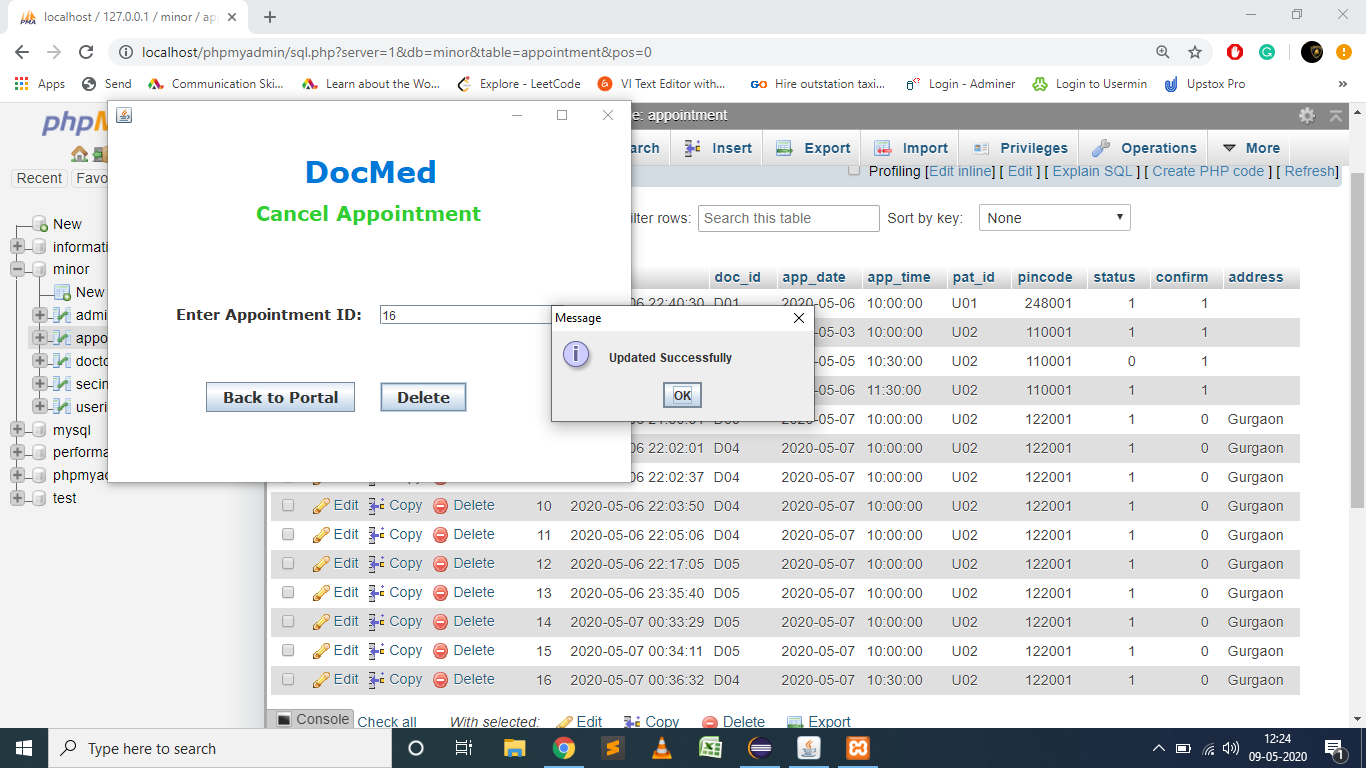 localhost / 127.0.0.1 / minor / app
localhost/phpmyadmin/sql.php?server=1&db=minor&table=appointment&pos=0
Apps Send Communication Ski... Learn about the Wo... Explore - LeetCode VI Text Editor with... GO Hire outstation taxi... Login - Adminer Login to Usermin Upstox Pro »
: appointment
Insert Export Import Privileges Operations More
Recent
Profiling [Edit inline] [ Edit ] [ Explain SQL ] [ Create PHP code ] [ Refresh]
DocMed
Cancel Appointment
rows: Search this table Sort by key: None
New
minor
New
mysql
test
Enter Appointment ID: 16
Back to Portal Delete
Message
Updated Successfully
OK
doc_id app_date app_time pat_id pincode status confirm address
22:40:30 D01 2020-05-06 10:00:00 U01 248001 1 1
2020-05-03 10:00:00 U02 110001 1 1
2020-05-05 10:30:00 U02 110001 0 1
2020-05-06 11:30:00 U02 110001 1 1
2020-05-07 10:00:00 U02 122001 1 0 Gurgaon
22:02:01 D04 2020-05-07 10:00:00 U02 122001 1 0 Gurgaon
22:02:37 D04 2020-05-07 10:00:00 U02 122001 1 0 Gurgaon
Edit Copy Delete 10 2020-05-06 22:03:50 D04 2020-05-07 10:00:00 U02 122001 1 0 Gurgaon
Edit Copy Delete 11 2020-05-06 22:05:06 D04 2020-05-07 10:00:00 U02 122001 1 0 Gurgaon
Edit Copy Delete 12 2020-05-06 22:17:05 D05 2020-05-07 10:00:00 U02 122001 1 0 Gurgaon
Edit Copy Delete 13 2020-05-06 23:35:40 D05 2020-05-07 10:00:00 U02 122001 1 0 Gurgaon
Edit Copy Delete 14 2020-05-07 00:33:29 D05 2020-05-07 10:00:00 U02 122001 1 0 Gurgaon
Edit Copy Delete 15 2020-05-07 00:34:11 D05 2020-05-07 10:00:00 U02 122001 1 0 Gurgaon
Edit Copy Delete 16 2020-05-07 00:36:32 D04 2020-05-07 10:30:00 U02 122001 1 0 Gurgaon
Console Check all With selected: Edit Copy Delete Export
Type here to search
12:24
09-05-2020
1